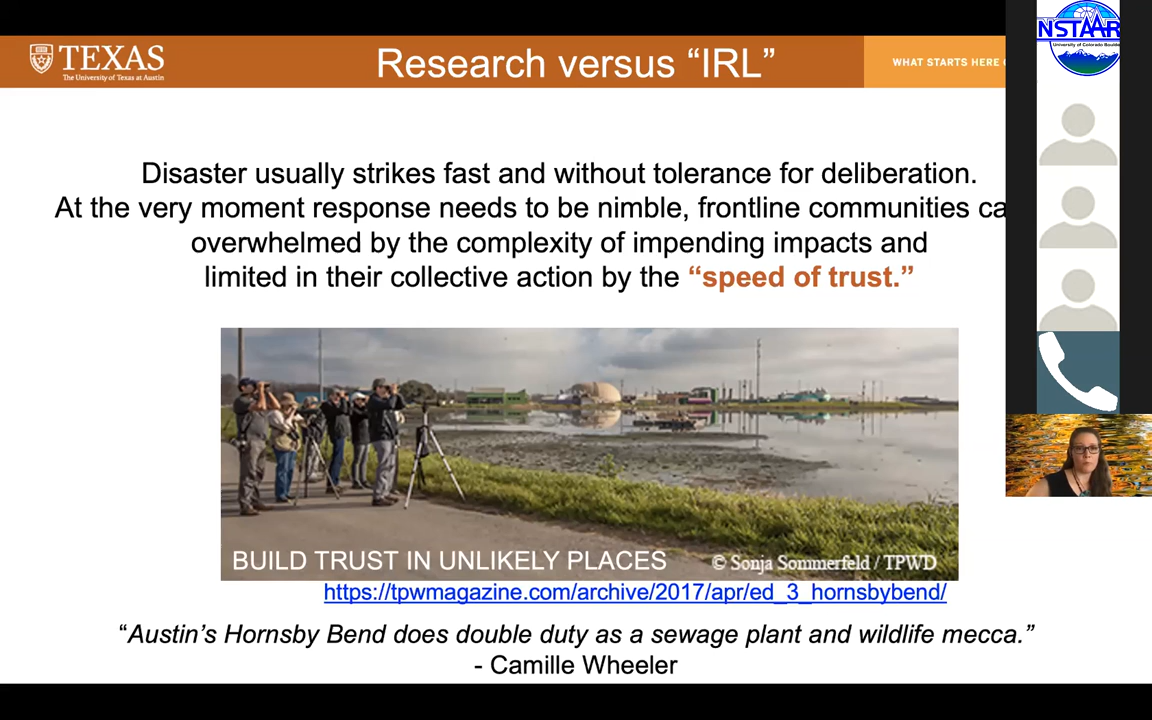 TEXAS
The University of Texas at Austin
Research versus “IRL”
WHAT STARTS HERE
NSTAAR
University of Colorado Boulder
Disaster usually strikes fast and without tolerance for deliberation.
At the very moment response needs to be nimble, frontline communities ca
overwhelmed by the complexity of impending impacts and
limited in their collective action by the “speed of trust.”
BUILD TRUST IN UNLIKELY PLACES
© Sonja Sommerfeld / TPWD
https://tpwmagazine.com/archive/2017/apr/ed_3_hornsbybend/
“Austin’s Hornsby Bend does double duty as a sewage plant and wildlife mecca.”
- Camille Wheeler